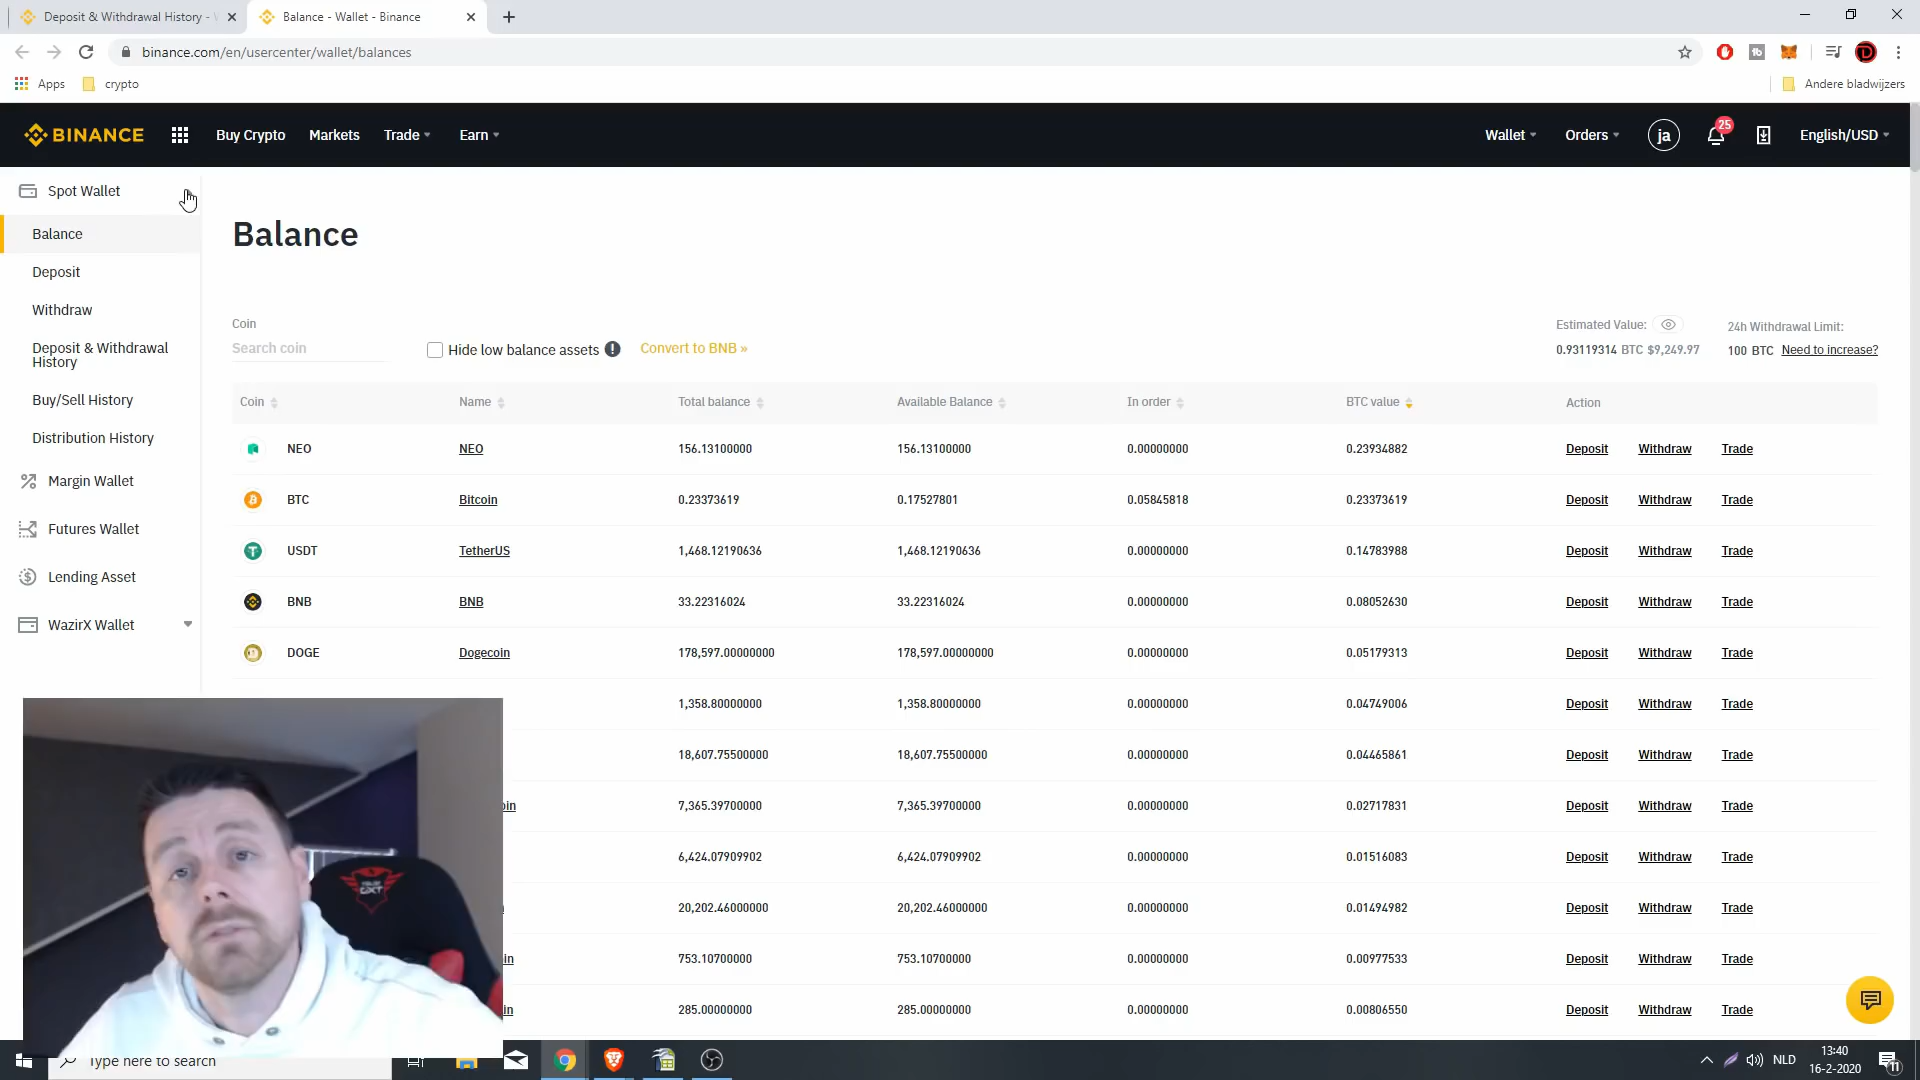 Deposit & Withdrawal History -
Balance - Wallet - Binance
binance.com/en/usercenter/wallet/balances
Apps crypto Andere bladwijzers
BINANCE Buy Crypto Markets Trade Earn Wallet Orders ja 25 English/USD
Spot Wallet
Balance
Deposit
Withdraw
Deposit & Withdrawal
History
Buy/Sell History
Distribution History
Margin Wallet
Futures Wallet
Lending Asset
WazirX Wallet
Balance
Coin
Search coin
Hide low balance assets
Convert to BNB »
Estimated Value:
0.93119314 BTC $9,249.97
24h Withdrawal Limit:
100 BTC Need to increase?
Coin Name Total balance Available Balance In order BTC value Action
NEO NEO 156.13100000 156.13100000 0.00000000 0.23934882 Deposit Withdraw Trade
BTC Bitcoin 0.23373619 0.17527801 0.05845818 0.23373619 Deposit Withdraw Trade
USDT TetherUS 1,468.12190636 1,468.12190636 0.00000000 0.14783988 Deposit Withdraw Trade
BNB BNB 33.22316024 33.22316024 0.00000000 0.08052630 Deposit Withdraw Trade
DOGE Dogecoin 178,597.00000000 178,597.00000000 0.00000000 0.05179313 Deposit Withdraw Trade
1,358.80000000 1,358.80000000 0.00000000 0.04749006 Deposit Withdraw Trade
18,607.75500000 18,607.75500000 0.00000000 0.04465861 Deposit Withdraw Trade
7,365.39700000 7,365.39700000 0.00000000 0.02717831 Deposit Withdraw Trade
6,424.07909902 6,424.07909902 0.00000000 0.01516083 Deposit Withdraw Trade
20,202.46000000 20,202.46000000 0.00000000 0.01494982 Deposit Withdraw Trade
753.10700000 753.10700000 0.00000000 0.00977533 Deposit Withdraw Trade
285.00000000 285.00000000 0.00000000 0.00806550 Deposit Withdraw Trade
Type here to search
NLD
13:40
16-2-2020
11